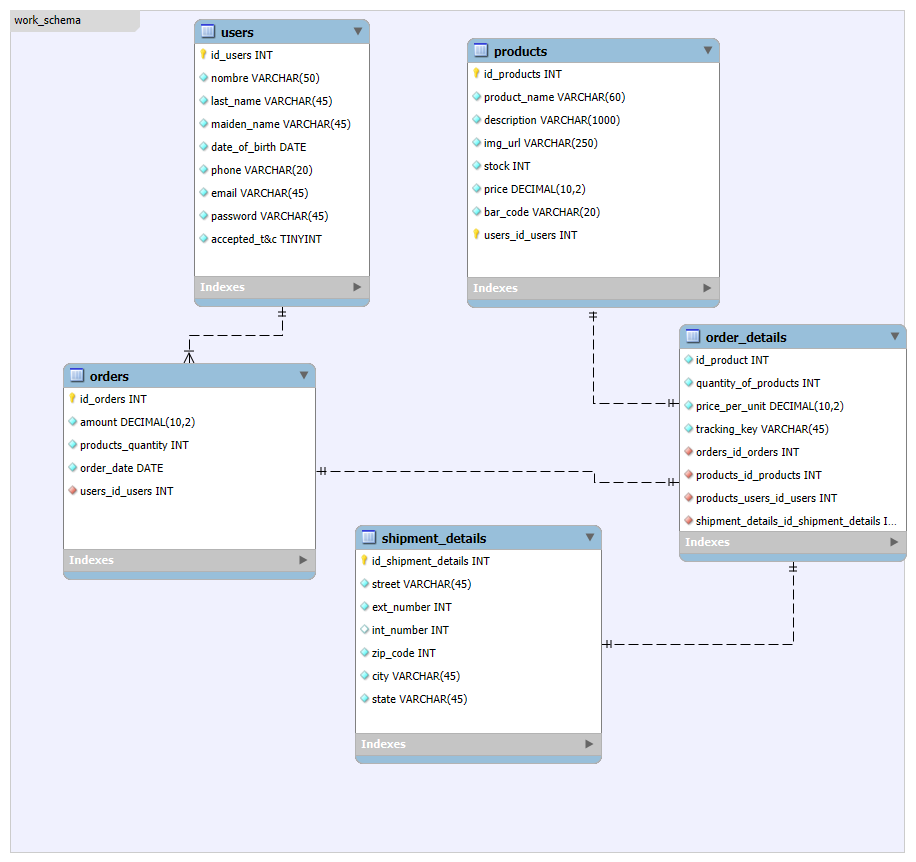 work_schema
users
id_users INT
nombre VARCHAR(50)
last_name VARCHAR(45)
maiden_name VARCHAR(45)
date_of_birth DATE
phone VARCHAR(20)
email VARCHAR(45)
password VARCHAR(45)
accepted_t&c TINYINT
Indexes
products
id_products INT
product_name VARCHAR(60)
description VARCHAR(1000)
img_url VARCHAR(250)
stock INT
price DECIMAL(10,2)
bar_code VARCHAR(20)
users_id_users INT
Indexes
order_details
id_product INT
quantity_of_products INT
price_per_unit DECIMAL(10,2)
tracking_key VARCHAR(45)
orders_id_orders INT
products_id_products INT
products_users_id_users INT
shipment_details_id_shipment_details I...
Indexes
orders
id_orders INT
amount DECIMAL(10,2)
products_quantity INT
order_date DATE
users_id_users INT
Indexes
shipment_details
id_shipment_details INT
street VARCHAR(45)
ext_number INT
int_number INT
zip_code INT
city VARCHAR(45)
state VARCHAR(45)
Indexes